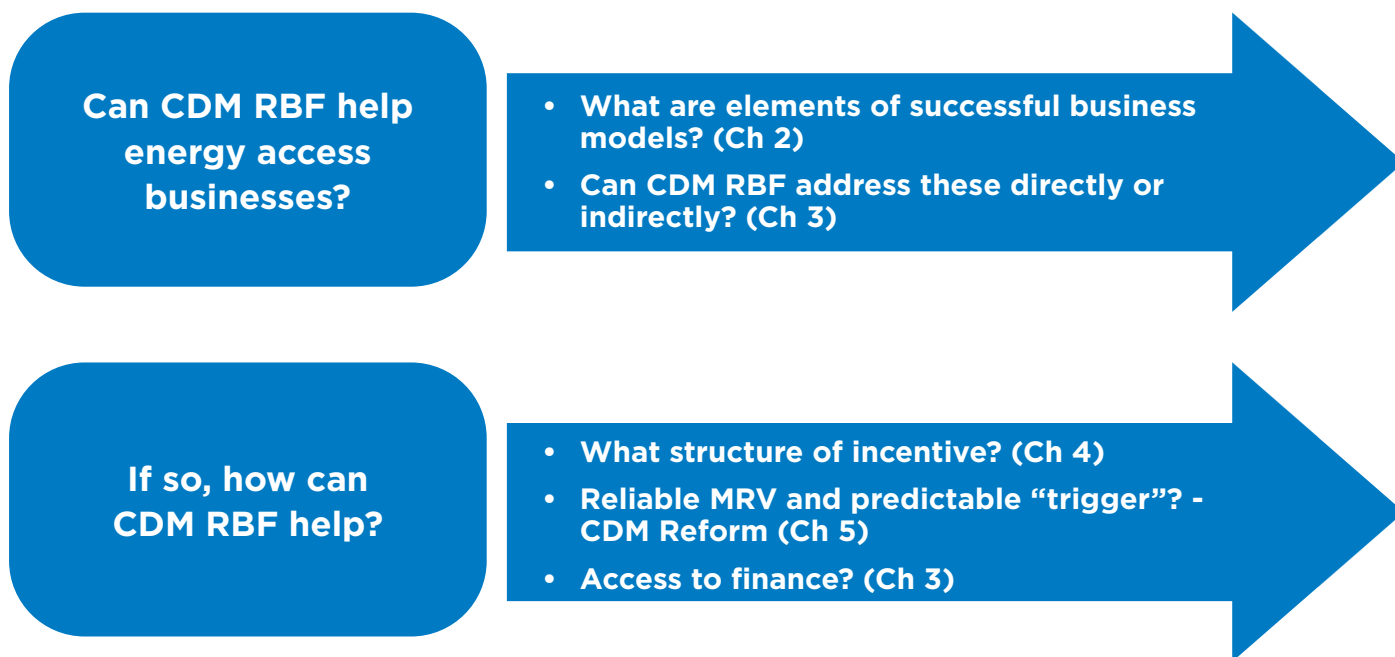 Can CDM RBF help
energy access
businesses?
• What are elements of successful business
models? (Ch 2)
• Can CDM RBF address these directly or
indirectly? (Ch 3)
If so, how can
CDM RBF help?
• What structure of incentive? (Ch 4)
• Reliable MRV and predictable “trigger”? -
CDM Reform (Ch 5)
• Access to finance? (Ch 3)